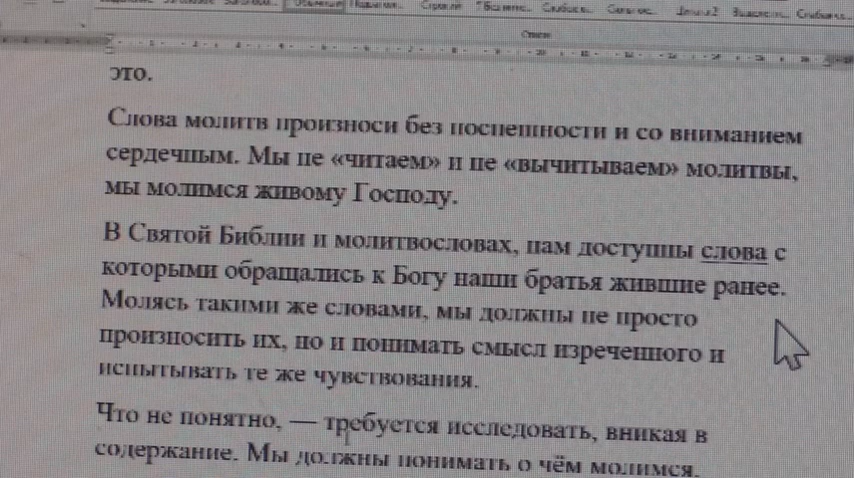 это.
Слова молитв произноси без поспешности и со вниманием
сердечным. Мы не «читаем» и не «вычитываем» молитвы,
мы молимся живому Господу.
В Святой Библии и молитвословах, нам доступны слова с
которыми обращались к Богу наши братья жившие ранее.
Молясь такими же словами, мы должны не просто
произносить их, но и понимать смысл изреченного и
испытывать те же чувствования.
Что не понятно, — требуется исследовать, вникая в
содержание. Мы должны понимать о чём молимся.